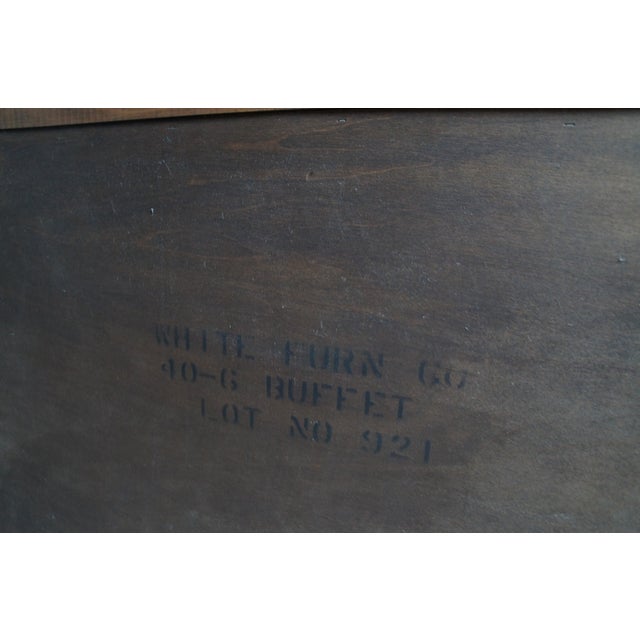 WHITE FURN CO
40-6 BUFFET
LOT NO 921